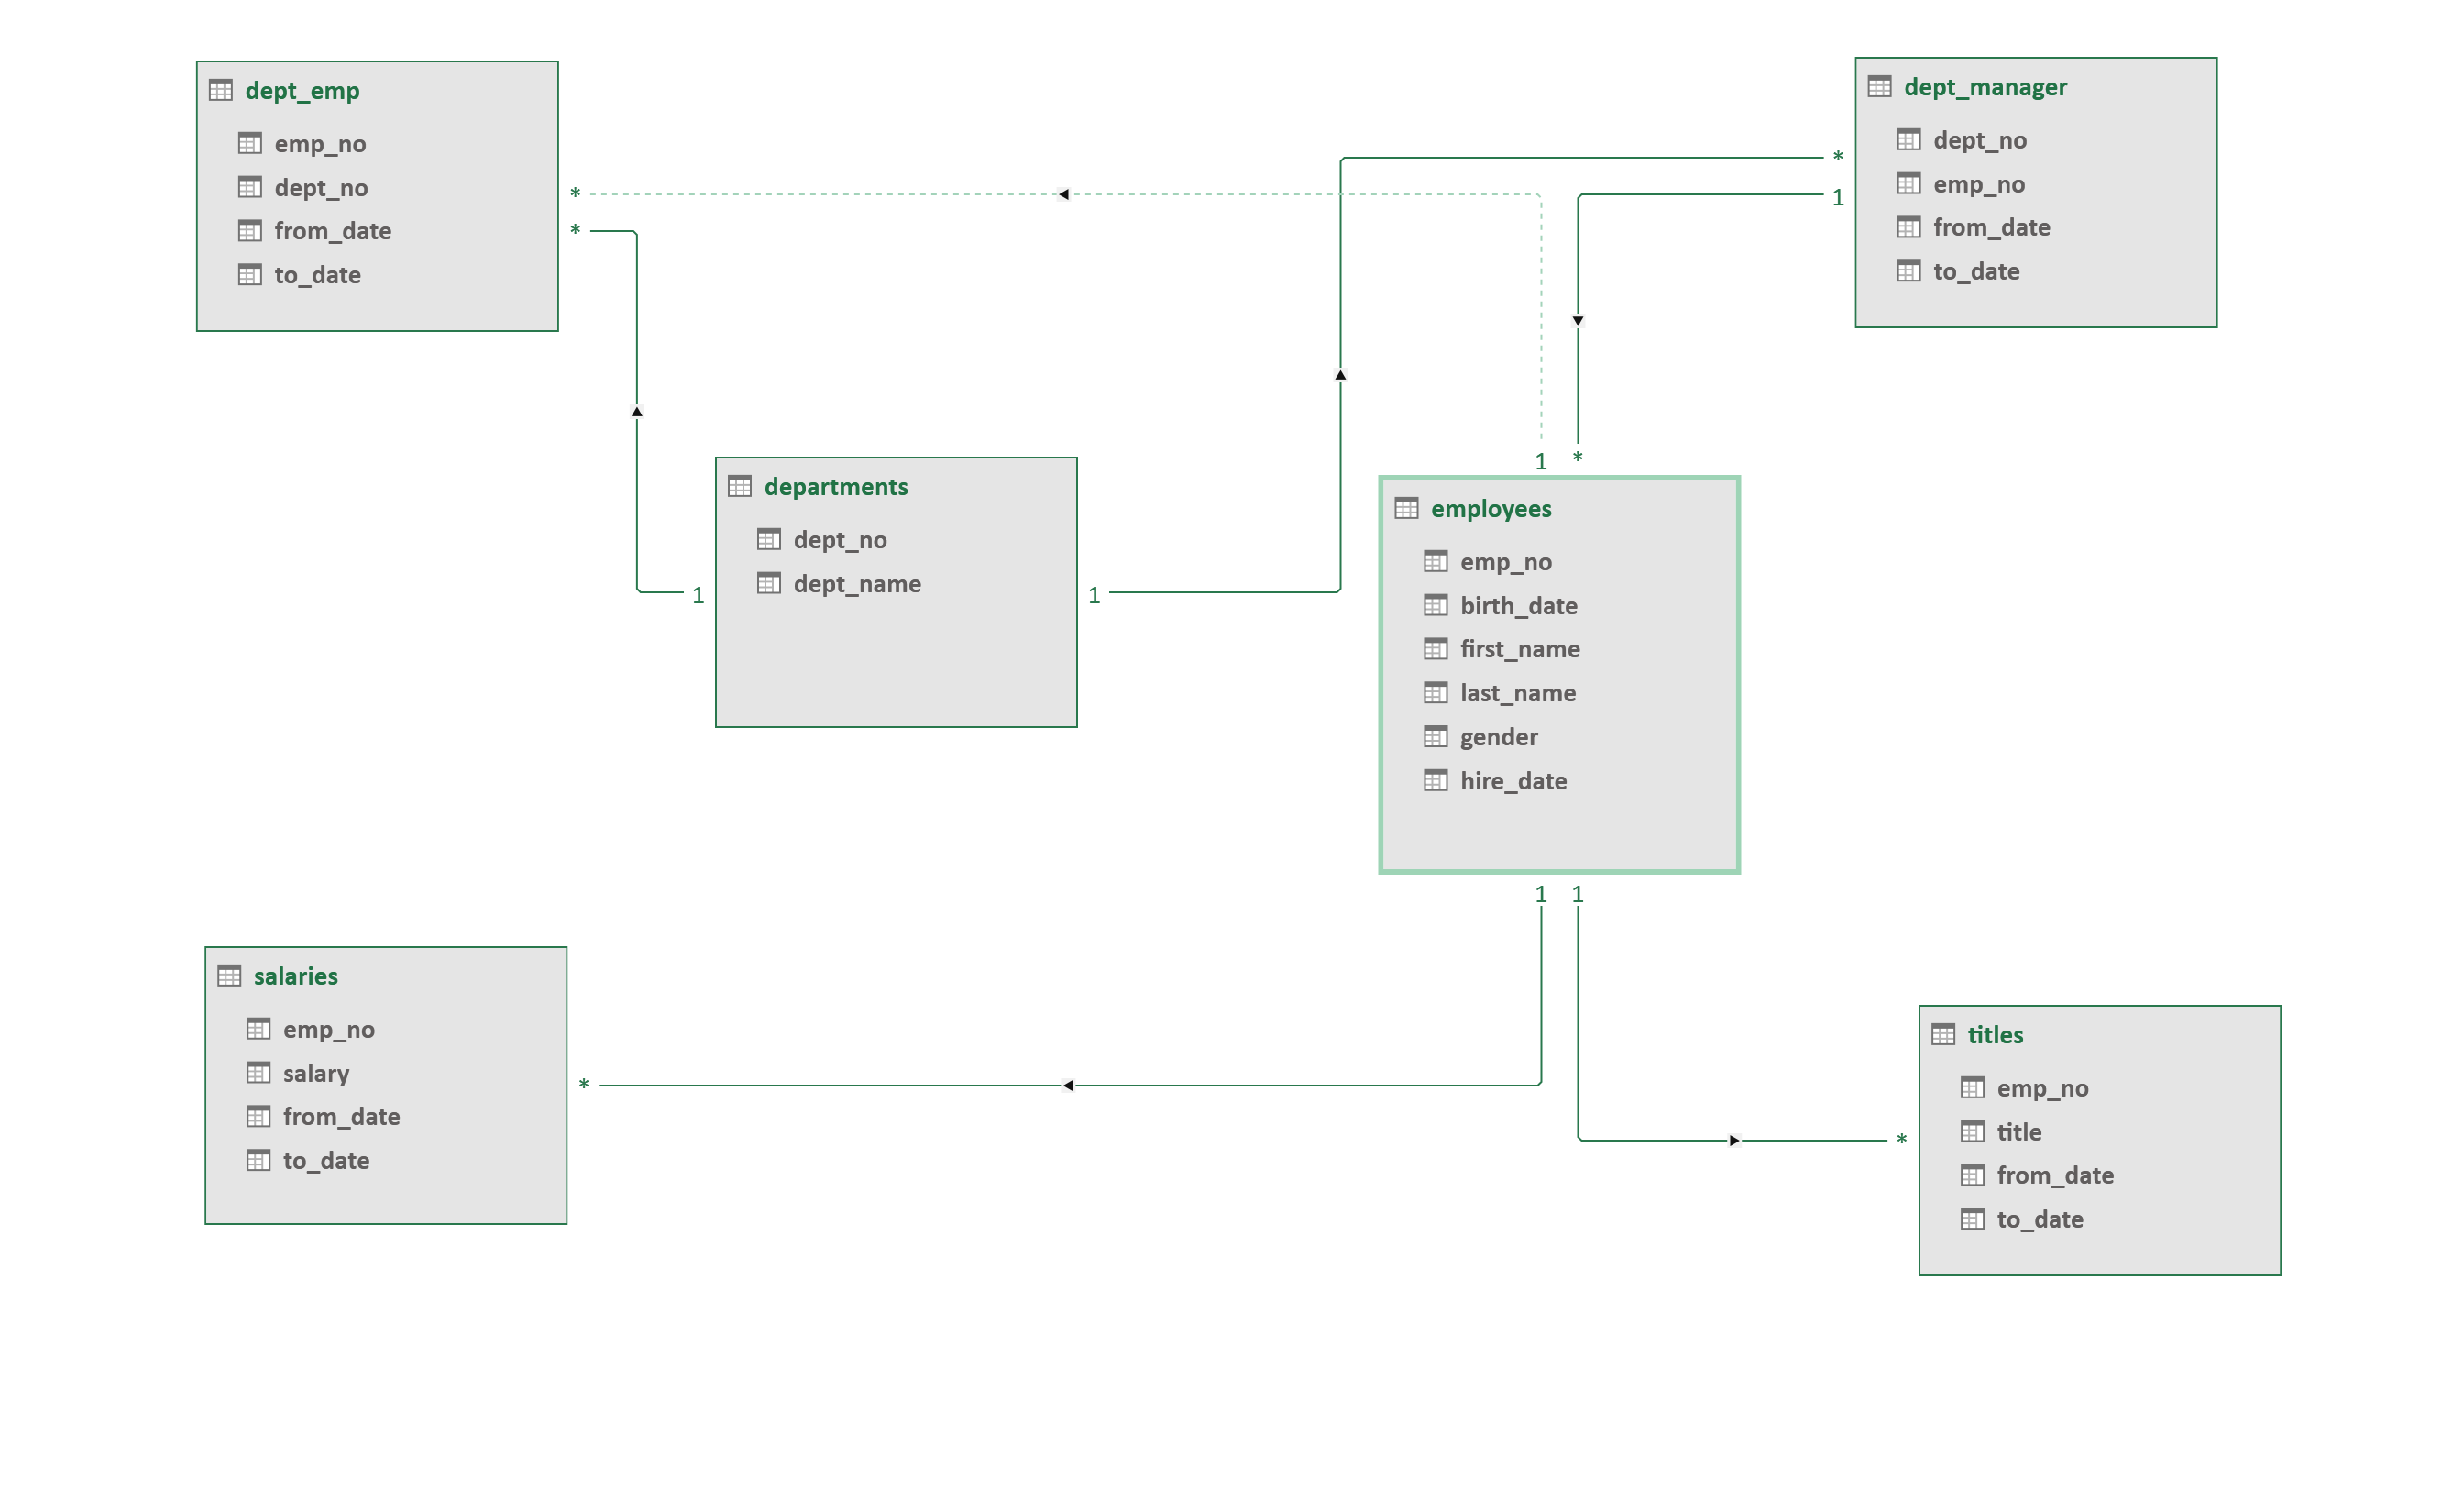 dept_emp
emp_no
dept_no
from_date
to_date
*
*
dept_manager
dept_no
emp_no
from_date
to_date
*
1
departments
dept_no
dept_name
1
1
1 *
employees
emp_no
birth_date
first_name
last_name
gender
hire_date
1 1
salaries
emp_no
salary
from_date
to_date
*
titles
emp_no
title
from_date
to_date
*